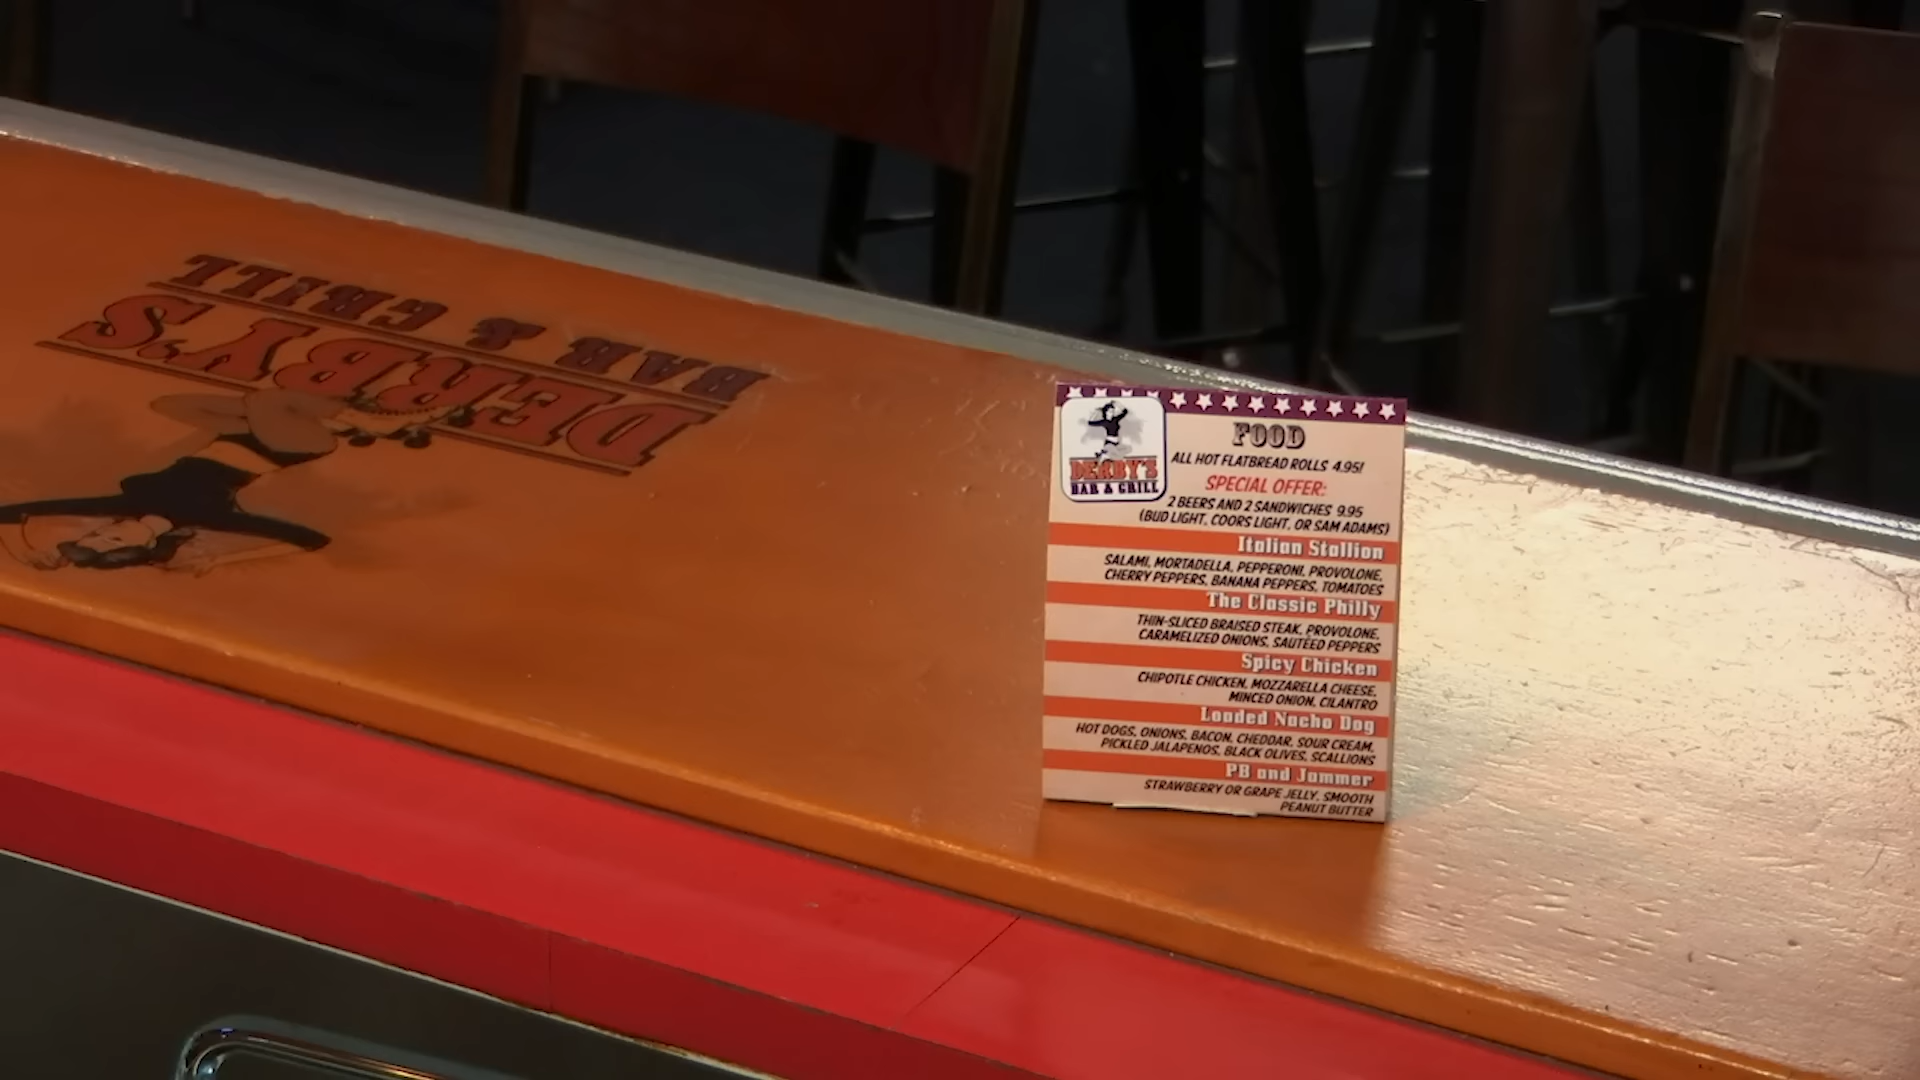 DERBY'S
BAR & GRILL
DERBY'S
BAR & GRILL
FOOD
ALL HOT FLATBREAD ROLLS 4.95!
SPECIAL OFFER:
2 BEERS AND 2 SANDWICHES 9.95
(BUD LIGHT, COORS LIGHT, OR SAM ADAMS)
Italian Stallion
SALAMI, MORTADELLA, PEPPERONI, PROVOLONE,
CHERRY PEPPERS, BANANA PEPPERS, TOMATOES
The Classic Philly
THIN-SLICED BRAISED STEAK, PROVOLONE,
CARAMELIZED ONIONS, SAUTÉED PEPPERS
Spicy Chicken
CHIPOTLE CHICKEN, MOZZARELLA CHEESE,
MINCED ONION, CILANTRO
Loaded Nacho Dog
HOT DOGS, ONIONS, BACON, CHEDDAR, SOUR CREAM,
PICKLED JALAPENOS, BLACK OLIVES, SCALLIONS
PB and Jammer
STRAWBERRY OR GRAPE JELLY, SMOOTH
PEANUT BUTTER